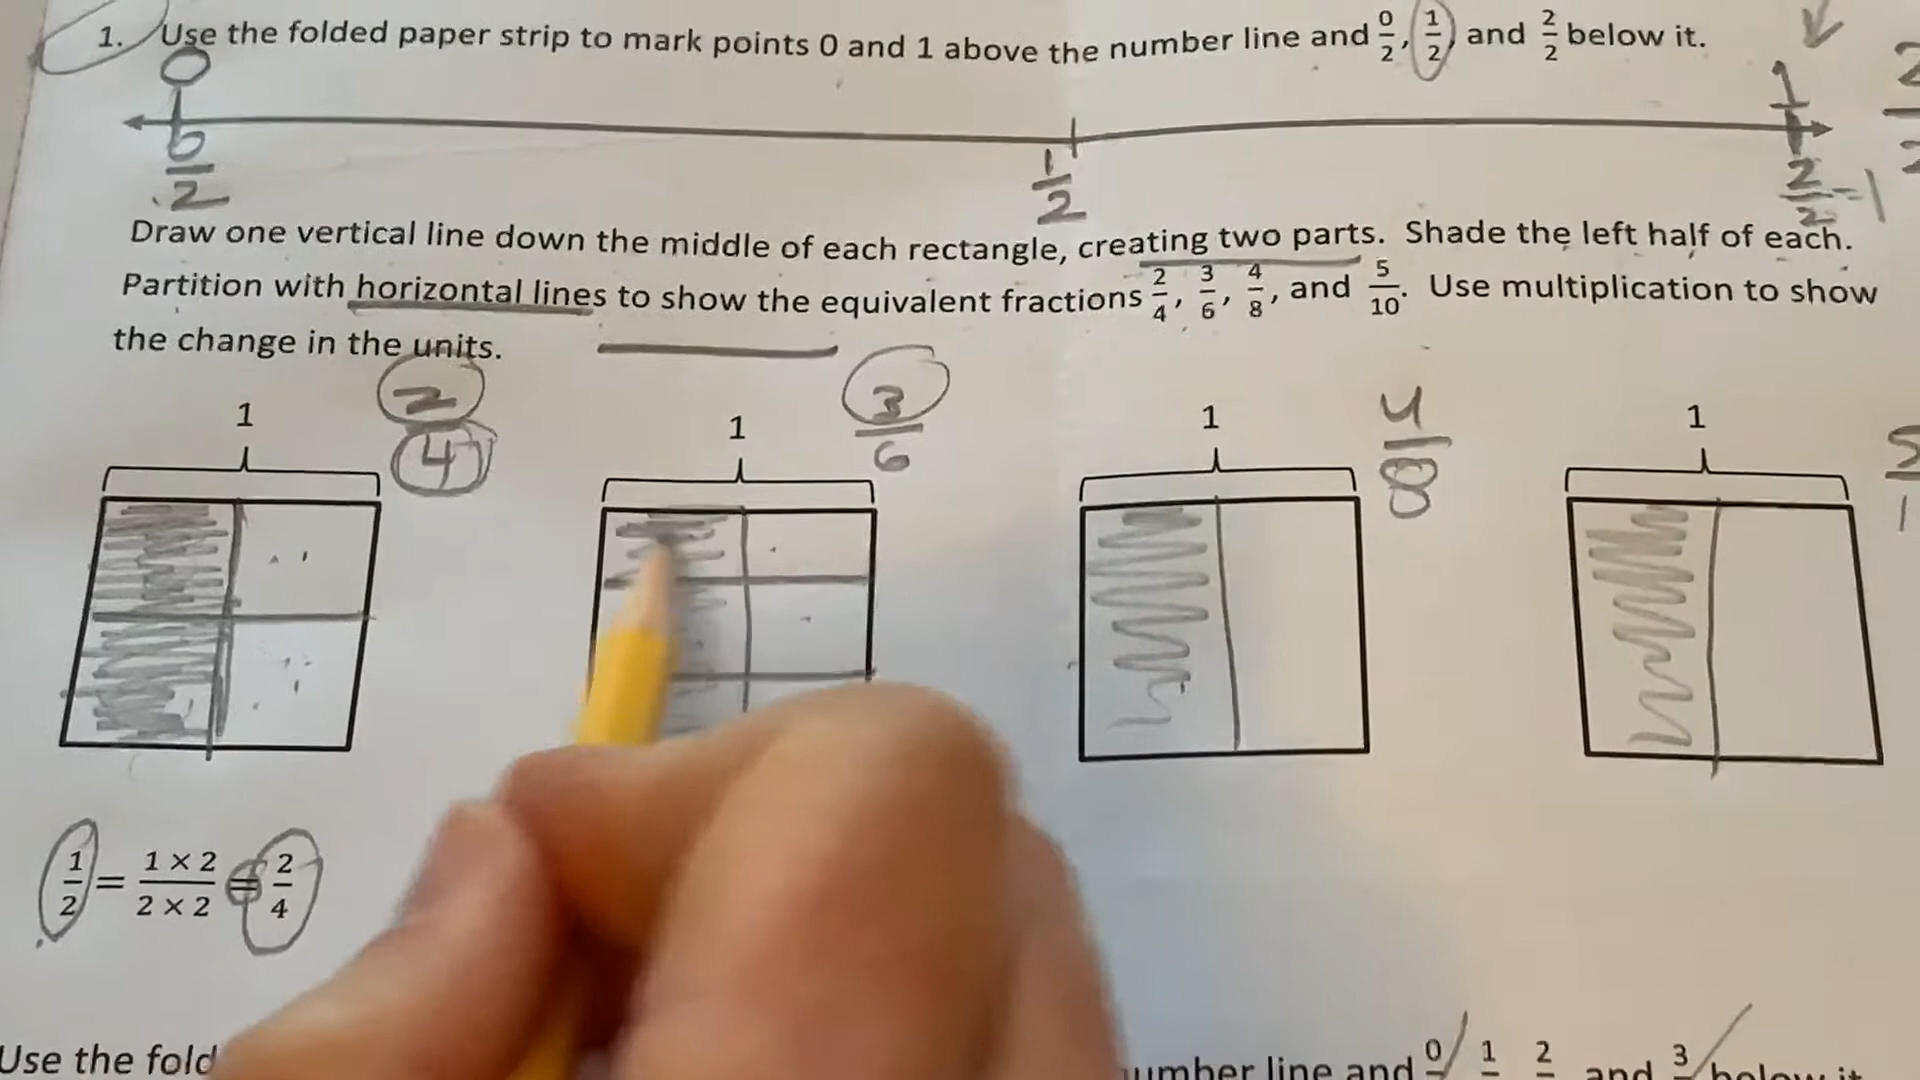 1. Use the folded paper strip to mark points 0 and 1 above the number line and 0/2, 1/2, and 2/2 below it.
0 1
0/2 1/2 2/2 =1
Draw one vertical line down the middle of each rectangle, creating two parts. Shade the left half of each.
Partition with horizontal lines to show the equivalent fractions 2/4, 3/6, 4/8, and 5/10. Use multiplication to show
the change in the units.
2/4 3/6 4/8
1 1 1 1
1/2 = 1 × 2/2 × 2 = 2/4
Use the fold
number line and 0 1 2 and 3 below it